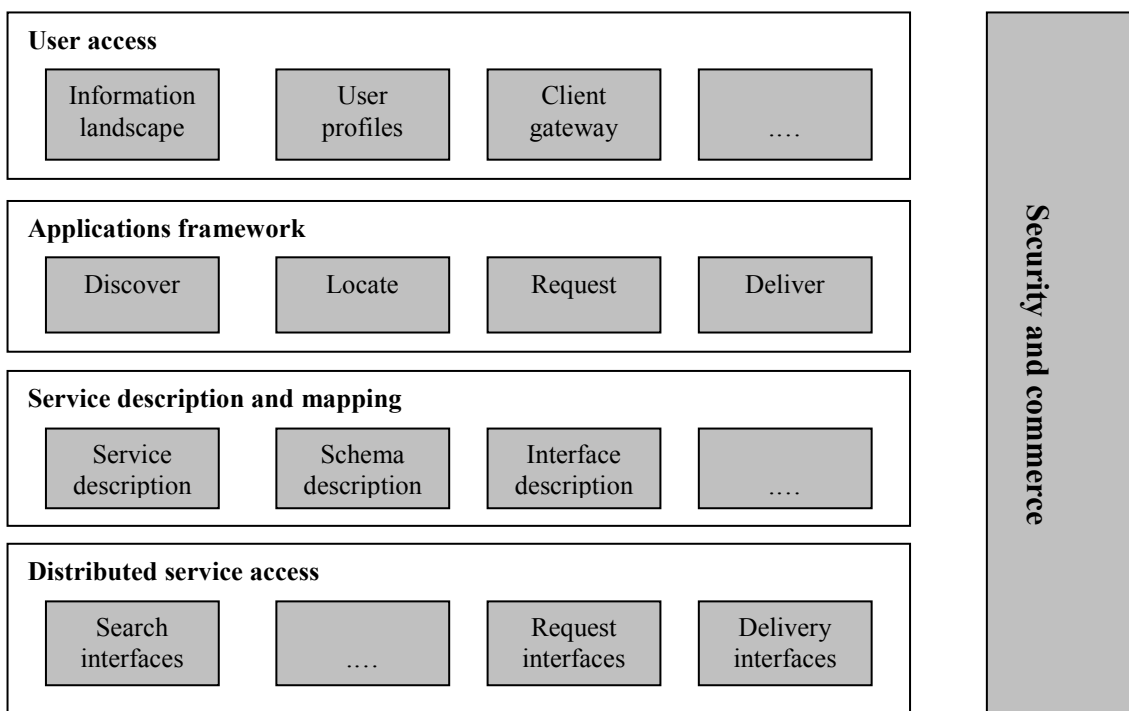 User access
Information
landscape
User
profiles
Client
gateway
....
Applications framework
Discover
Locate
Request
Deliver
Service description and mapping
Service
description
Schema
description
Interface
description
....
Distributed service access
Search
interfaces
....
Request
interfaces
Delivery
interfaces
Security and commerce